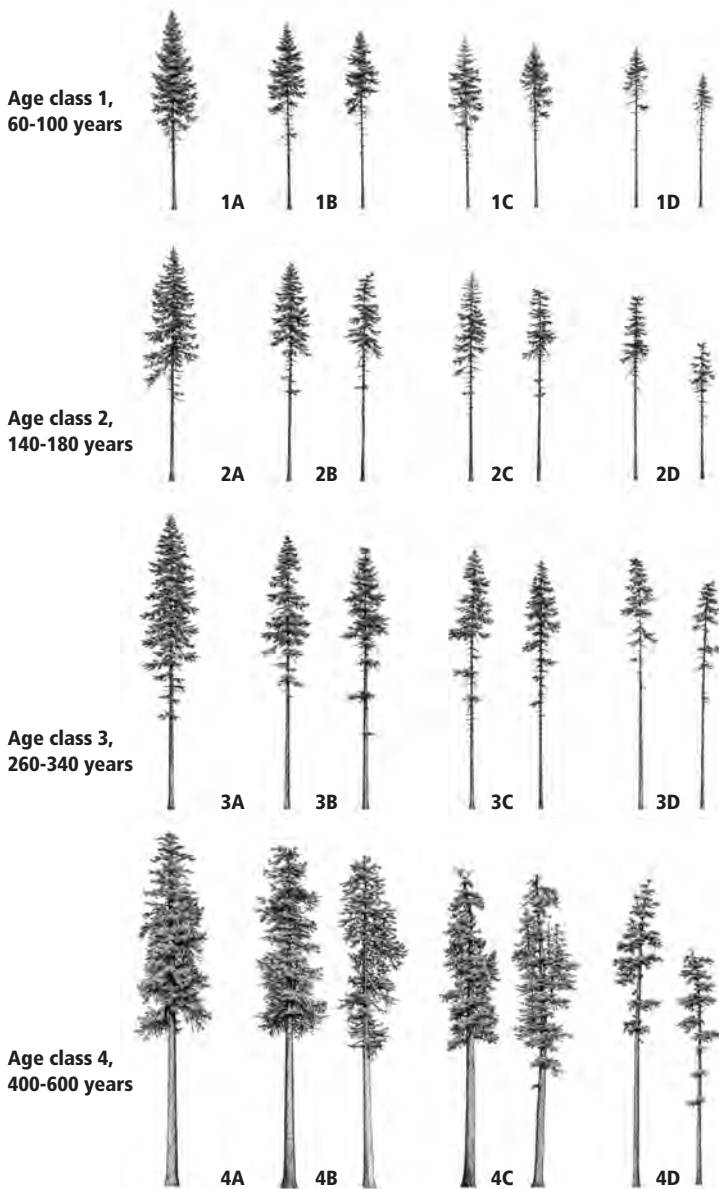 Age class 1,
60-100 years
1A 1B 1C 1D
Age class 2,
140-180 years
2A 2B 2C 2D
Age class 3,
260-340 years
3A 3B 3C 3D
Age class 4,
400-600 years
4A 4B 4C 4D